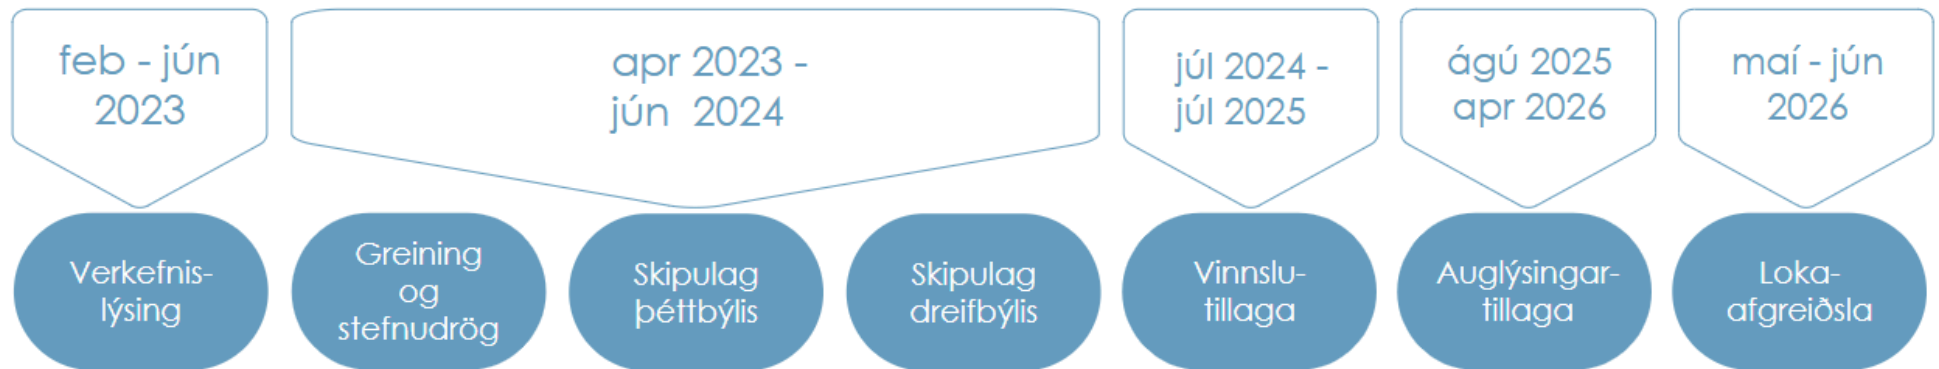 feb - jún
2023
apr 2023 -
jún 2024
júl 2024 -
júl 2025
ágú 2025
apr 2026
maí - jún
2026
Verkefnis-
lýsing
Greining
og
stefnudrög
Skipulag
þéttbýlis
Skipulag
dreifbýlis
Vinnslu-
tillaga
Auglýsingar-
tillaga
Loka-
afgreiðsla